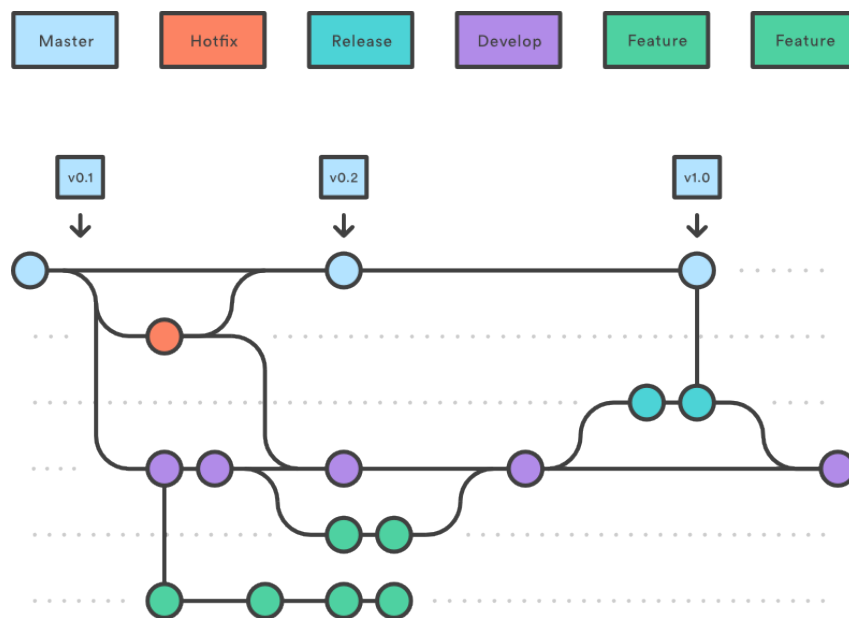 Master
Hotfix
Release
Develop
Feature
Feature
v0.1
v0.2
v1.0